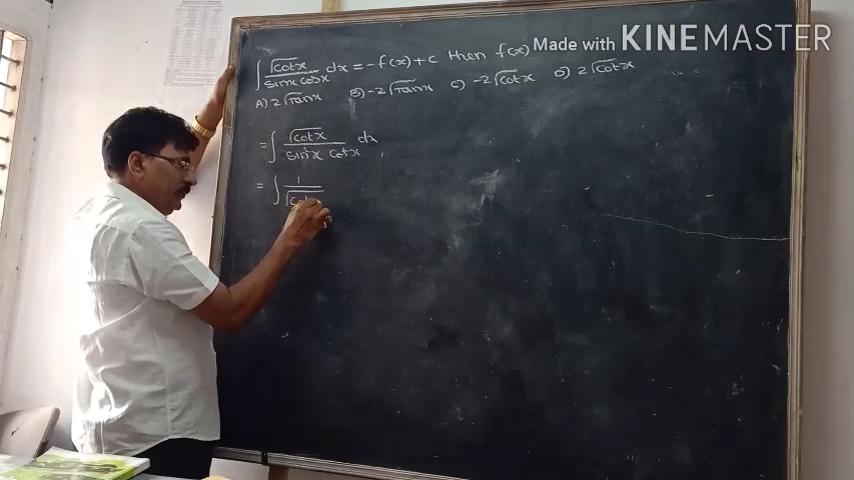 Made with KINEMASTER
∫ √cotx / sinx cosx dx = -f(x)+c then f(x)
A) 2√Tanx B) -2√Tanx C) -2√Cotx D) 2√Cotx
= ∫ √cotx / sin²x cotx dx
= ∫ 1 / √Cot